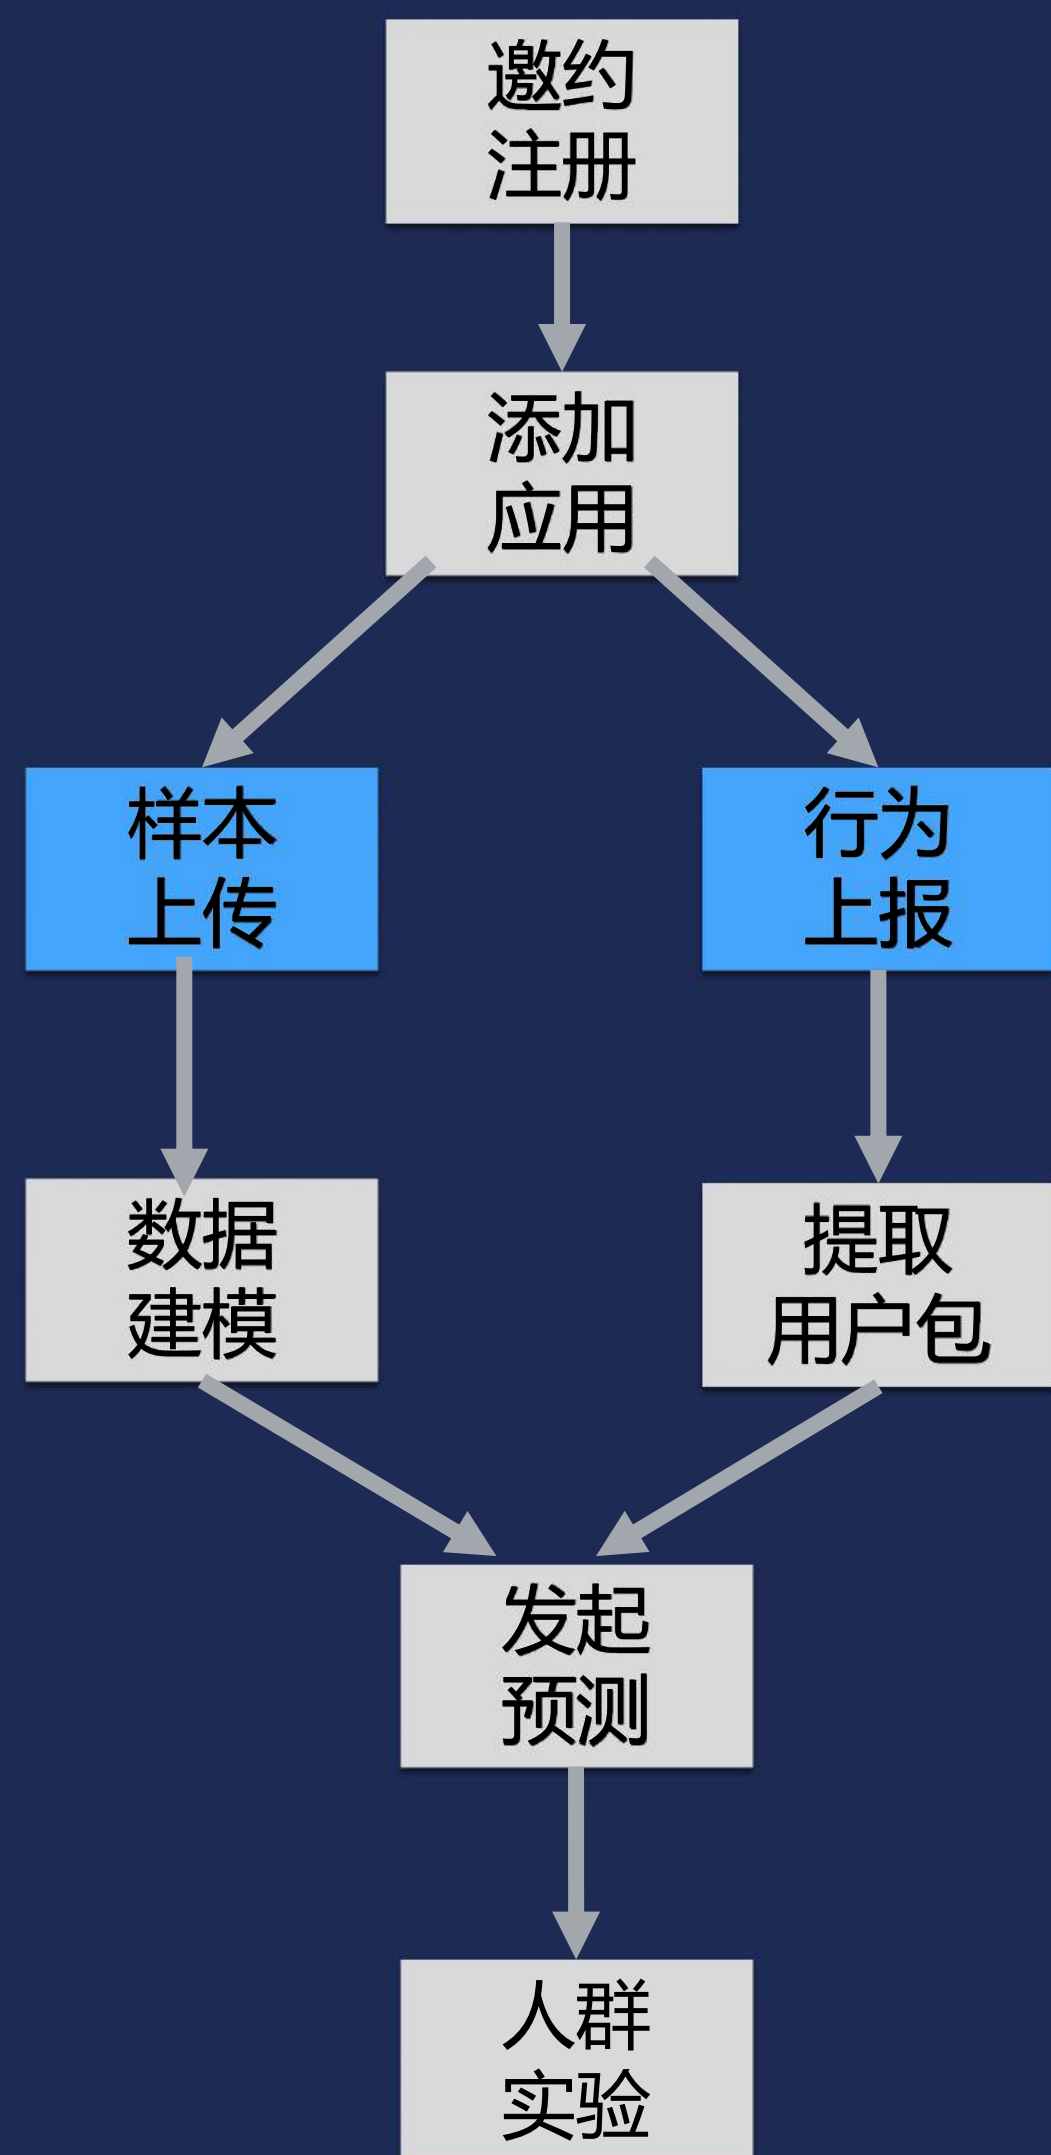 邀约
注册
添加
应用
样本
上传
行为
上报
数据
建模
提取
用户包
发起
预测
人群
实验